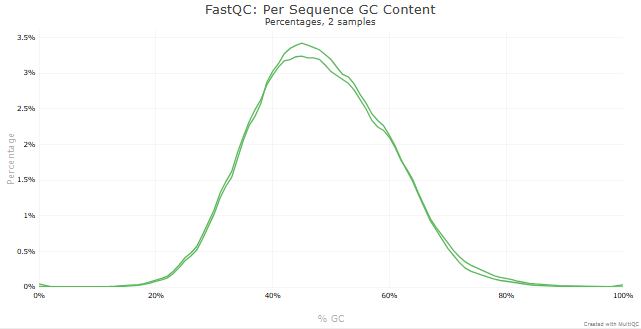 FastQC: Per Sequence GC Content
Percentages, 2 samples
3.5%
3%
2.5%
2%
1.5%
1%
0.5%
0%
Percentage
0%
20%
40%
60%
80%
100%
% GC
Created with MultiQC